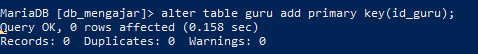 MariaDB [db_mengajar]> alter table guru add primary key(id_guru);
Query OK, 0 rows affected (0.158 sec)
Records: 0  Duplicates: 0  Warnings: 0